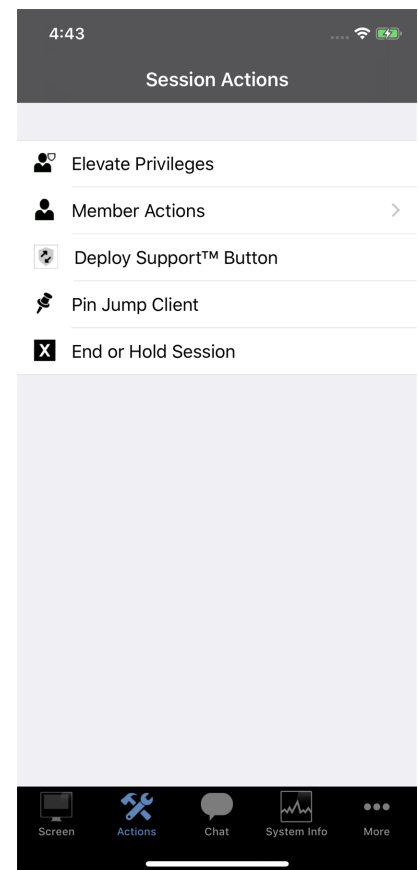 4:43
Session Actions
Elevate Privileges
Member Actions
Deploy Support™ Button
Pin Jump Client
X End or Hold Session
Screen Actions Chat System Info More